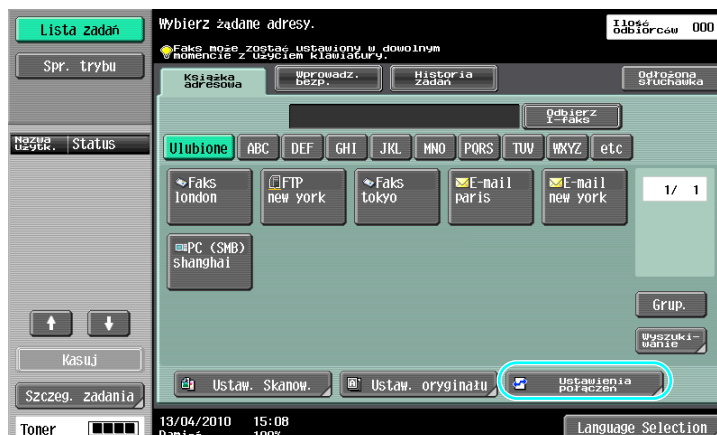 Lista zadań
Spr. trybu
Nazwa użytk.
Status
Kasuj
Szczeg. zadania
Toner
Wybierz żądane adresy.
Ilość odbiorców 000
Faks może zostać ustawiony w dowolnym
momencie z użyciem klawiatury.
Książka
adresowa
Wprowadz.
bezp.
Historia
zadań
Odłożona
słuchawka
Odbierz
I-faks
Ulubione ABC DEF GHI JKL MNO PQRS TUV WXYZ etc
Faks
london
FTP
new york
Faks
tokyo
E-mail
paris
E-mail
new york
1/ 1
PC (SMB)
shanghai
Grup.
Wyszuki-
wanie
Ustaw. Skanow.
Ustaw. oryginału
Ustawienia
połączeń
13/04/2010 15:08
Pamięć 100%
Language Selection